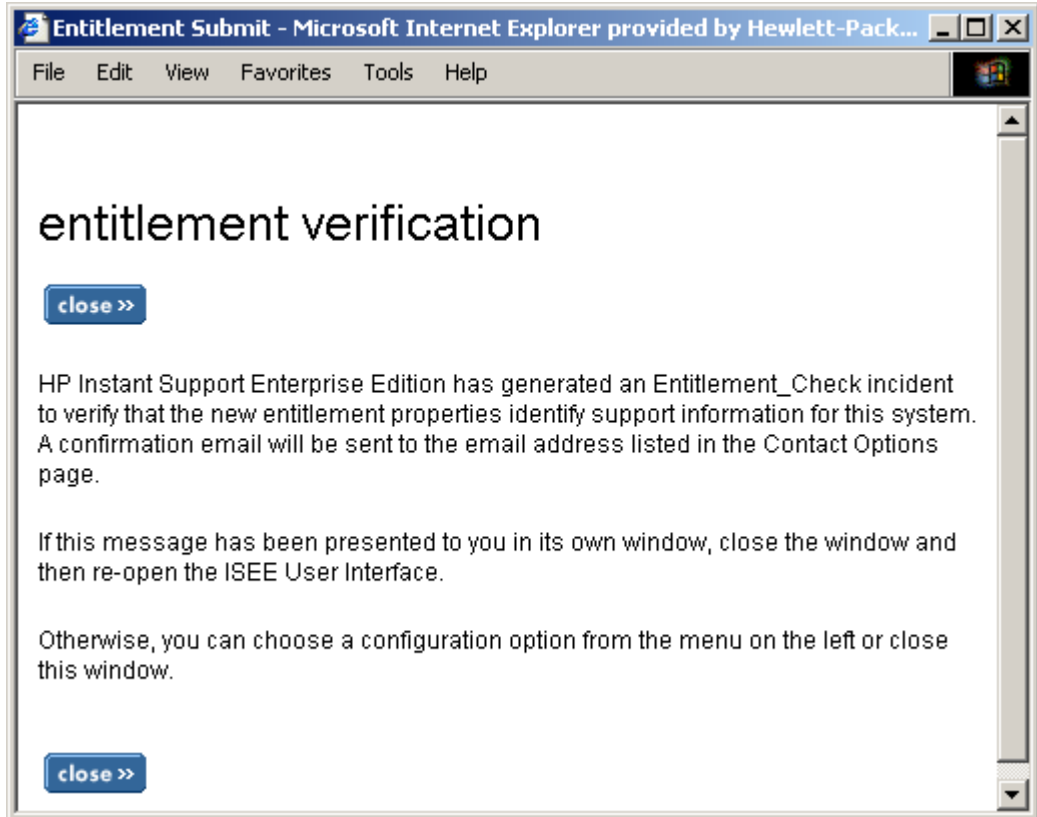 Entitlement Submit - Microsoft Internet Explorer provided by Hewlett-Pack...
File Edit View Favorites Tools Help
entitlement verification
close »
HP Instant Support Enterprise Edition has generated an Entitlement_Check incident
to verify that the new entitlement properties identify support information for this system.
A confirmation email will be sent to the email address listed in the Contact Options
page.
If this message has been presented to you in its own window, close the window and
then re-open the ISEE User Interface.
Otherwise, you can choose a configuration option from the menu on the left or close
this window.
close »